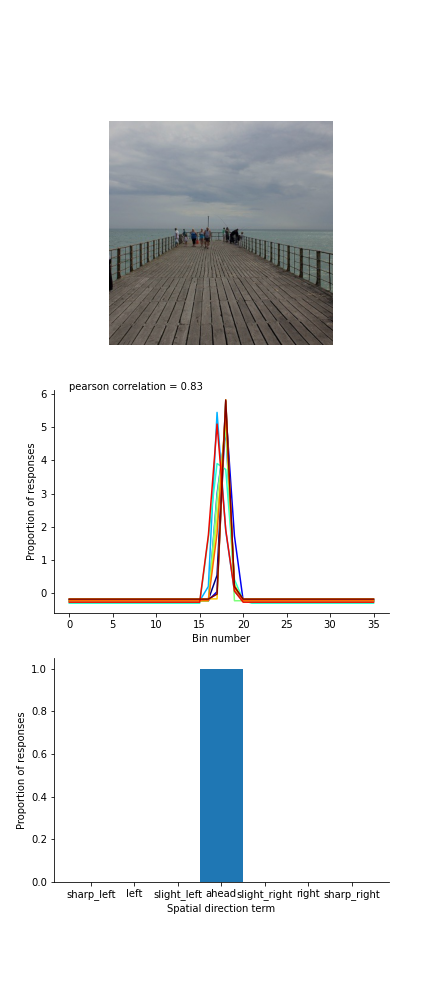 pearson correlation = 0.83
6
5
4
3
2
1
0
Proportion of responses
0 5 10 15 20 25 30 35
Bin number
1.0
0.8
0.6
0.4
0.2
0.0
Proportion of responses
sharp_left left slight_left ahead slight_right right sharp_right
Spatial direction term